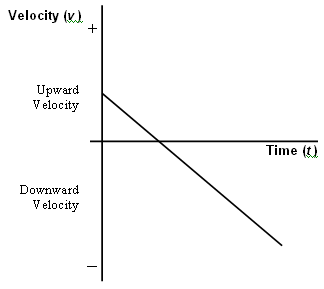 Velocity (v)
+
Upward
Velocity
Time (t)
Downward
Velocity
−